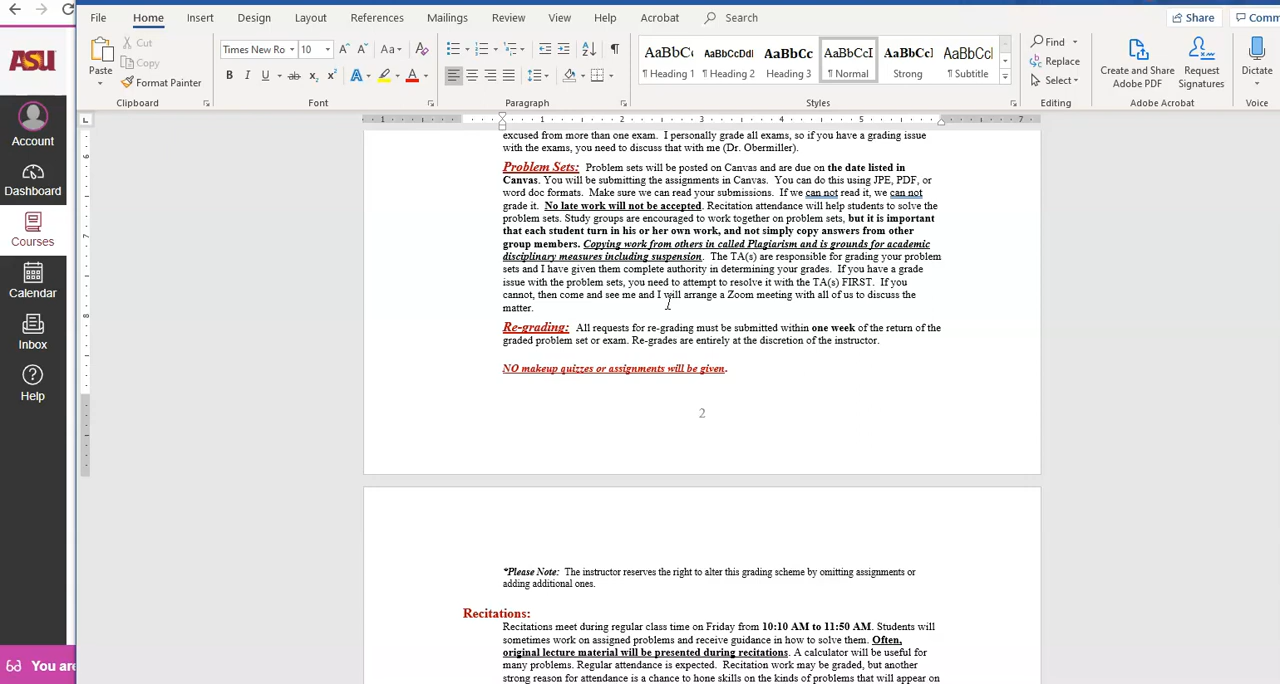 File Home Insert Design Layout References Mailings Review View Help Acrobat Search Share Comm
ASU
Paste
Cut
Copy
Format Painter
Clipboard
Times New Ro 10 Aa
B I U ab x2 x2 A A
Font
Paragraph
AaBbC AaBbCcDdI AaBbCc AaBbCcI AaBbCcI AaBbCcD
¶ Heading 1 ¶ Heading 2 Heading 3 ¶ Normal Strong ¶ Subtitle
Styles
Find
Replace
Select
Editing
Create and Share
Adobe PDF
Request
Signatures
Adobe Acrobat
Dictate
Voice
Account
Dashboard
Courses
Calendar
Inbox
Help
You are
1 1 2 3 4 5 7
6
7
8
excused from more than one exam. I personally grade all exams, so if you have a grading issue
with the exams, you need to discuss that with me (Dr. Obermiller).
Problem Sets: Problem sets will be posted on Canvas and are due on the date listed in
Canvas. You will be submitting the assignments in Canvas. You can do this using JPE, PDF, or
word doc formats. Make sure we can read your submissions. If we can not read it, we can not
grade it. No late work will not be accepted. Recitation attendance will help students to solve the
problem sets. Study groups are encouraged to work together on problem sets, but it is important
that each student turn in his or her own work, and not simply copy answers from other
group members. Copying work from others in called Plagiarism and is grounds for academic
disciplinary measures including suspension. The TA(s) are responsible for grading your problem
sets and I have given them complete authority in determining your grades. If you have a grade
issue with the problem sets, you need to attempt to resolve it with the TA(s) FIRST. If you
cannot, then come and see me and I will arrange a Zoom meeting with all of us to discuss the
matter.
Re-grading: All requests for re-grading must be submitted within one week of the return of the
graded problem set or exam. Re-grades are entirely at the discretion of the instructor.
NO makeup quizzes or assignments will be given.
2
*Please Note: The instructor reserves the right to alter this grading scheme by omitting assignments or
adding additional ones.
Recitations:
Recitations meet during regular class time on Friday from 10:10 AM to 11:50 AM. Students will
sometimes work on assigned problems and receive guidance in how to solve them. Often,
original lecture material will be presented during recitations. A calculator will be useful for
many problems. Regular attendance is expected. Recitation work may be graded, but another
strong reason for attendance is a chance to hone skills on the kinds of problems that will appear on